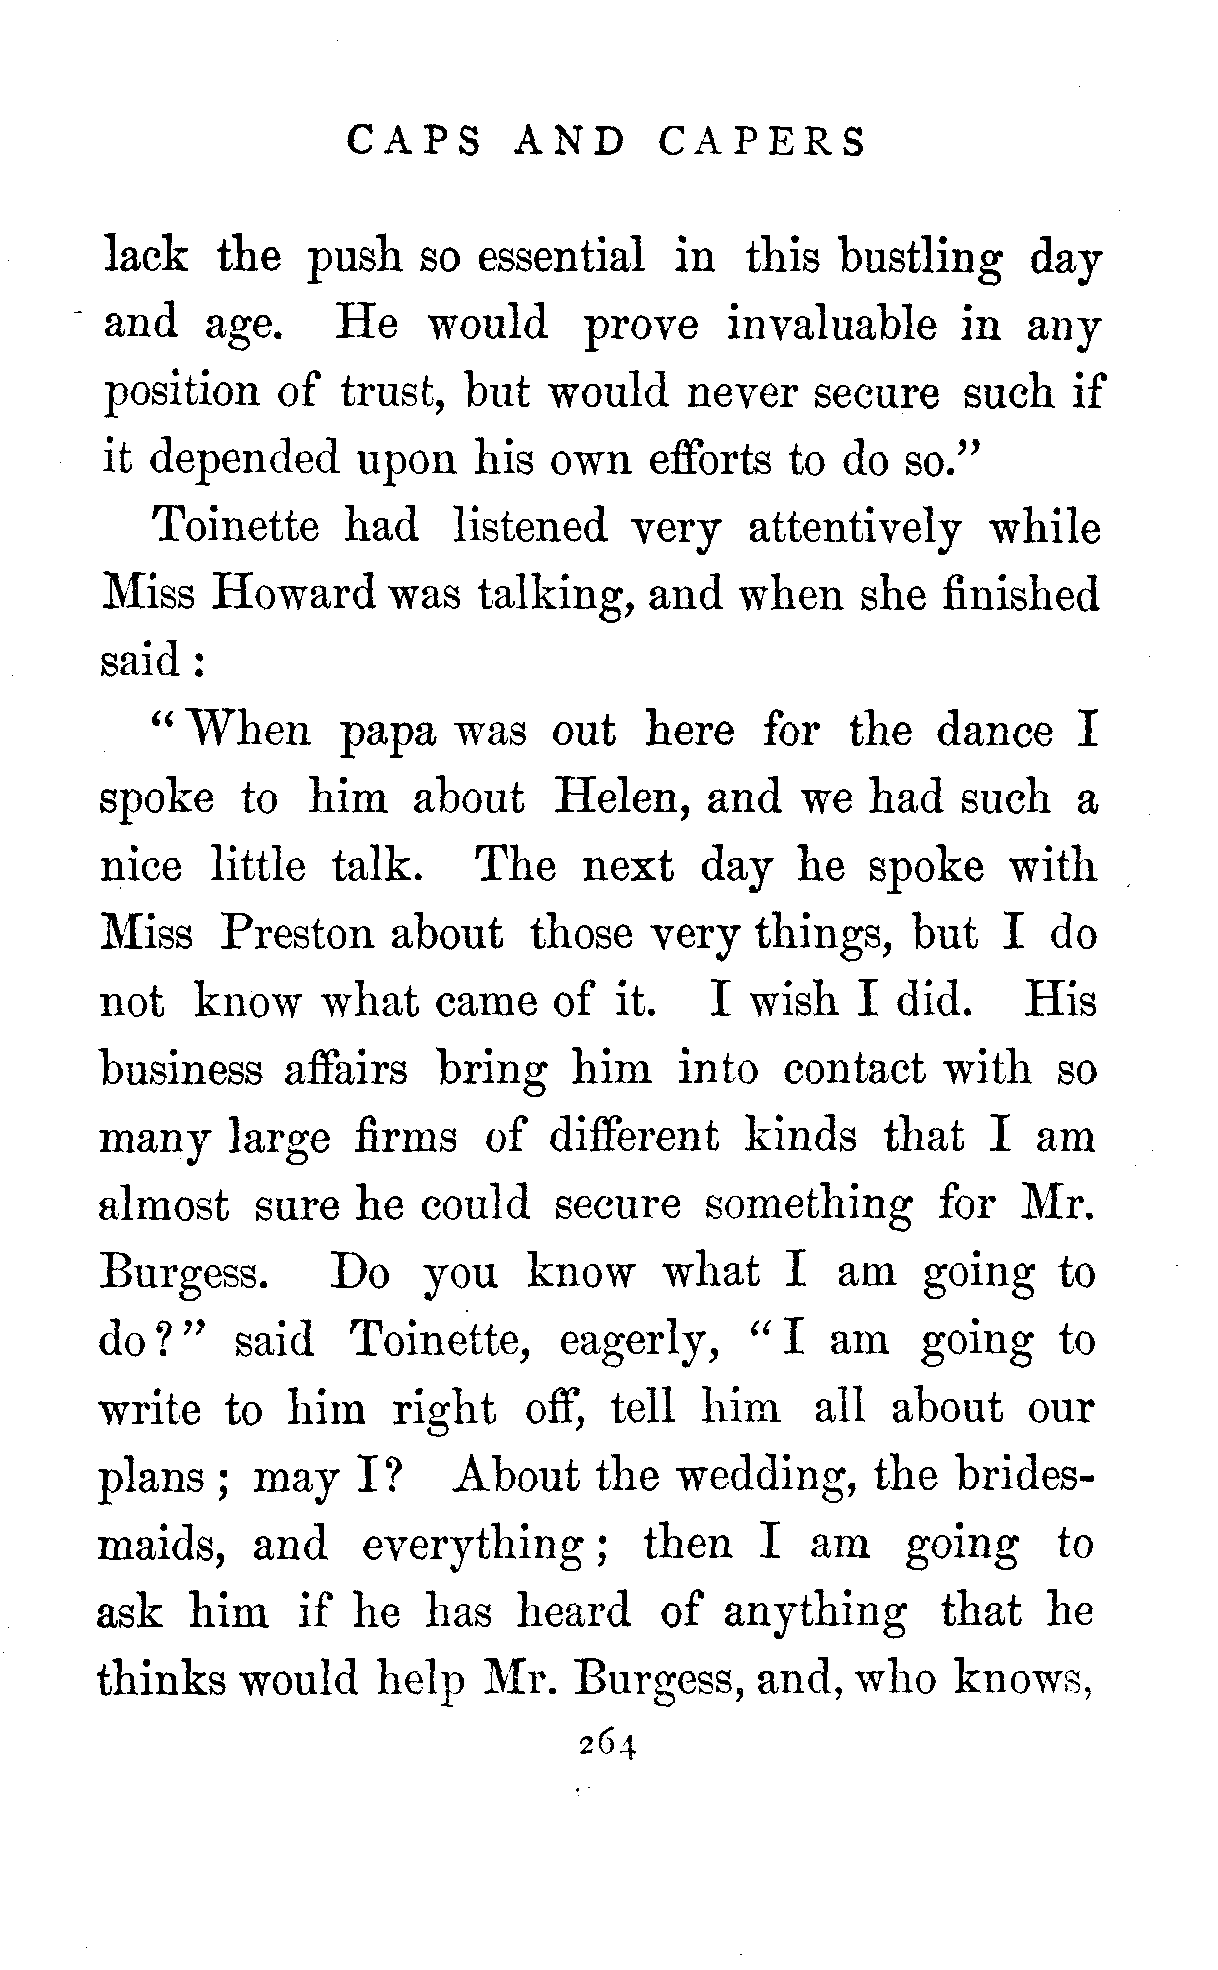 CAPS AND CAPERS
lack the push so essential in this bustling day
and age. He would prove invaluable in any
position of trust, but would never secure such if
it depended upon his own efforts to do so.”
Toinette had listened very attentively while
Miss Howard was talking, and when she finished
said :
“ When papa was out here for the dance I
spoke to him about Helen, and we had such a
nice little talk. The next day he spoke with
Miss Preston about those very things, but I do
not know what came of it. I wish I did. His
business affairs bring him into contact with so
many large firms of different kinds that I am
almost sure he could secure something for Mr.
Burgess. Do you know what I am going to
do ? ” said Toinette, eagerly, “ I am going to
write to him right off, tell him all about our
plans ; may I ? About the wedding, the brides-
maids, and everything ; then I am going to
ask him if he has heard of anything that he
thinks would help Mr. Burgess, and, who knows,
264